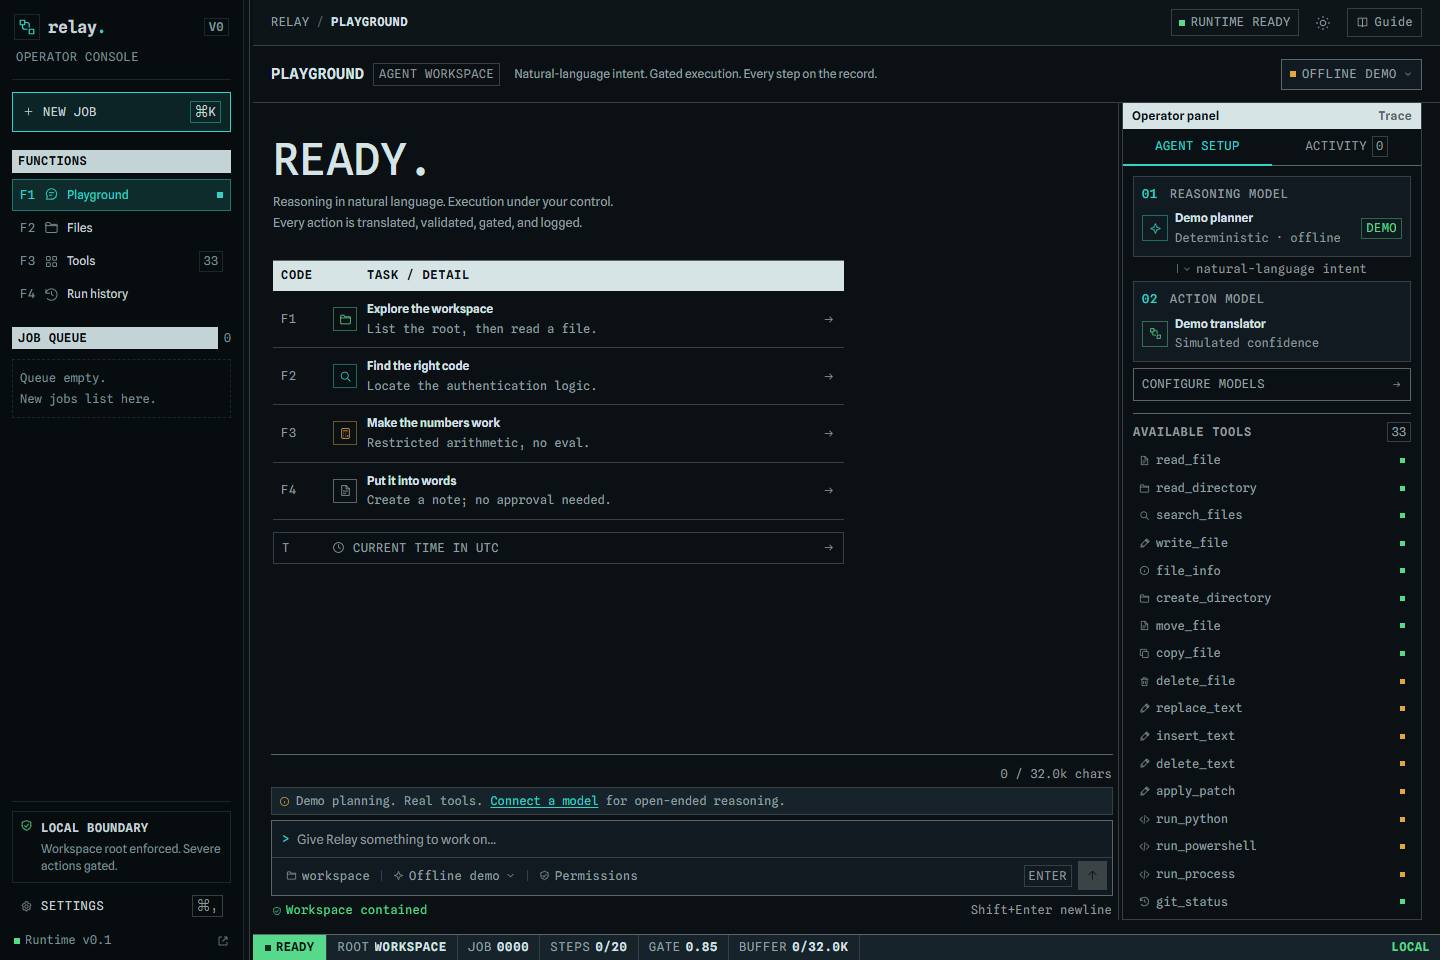 relay.
V0
OPERATOR CONSOLE
+ NEW JOB ⌘K
FUNCTIONS
F1 Playground
F2 Files
F3 Tools 33
F4 Run history
JOB QUEUE 0
Queue empty.
New jobs list here.
LOCAL BOUNDARY
Workspace root enforced. Severe
actions gated.
SETTINGS ⌘,
Runtime v0.1
RELAY / PLAYGROUND
RUNTIME READY
Guide
PLAYGROUND AGENT WORKSPACE Natural-language intent. Gated execution. Every step on the record.
OFFLINE DEMO
READY.
Reasoning in natural language. Execution under your control.
Every action is translated, validated, gated, and logged.
CODE TASK / DETAIL
F1 Explore the workspace
List the root, then read a file. →
F2 Find the right code
Locate the authentication logic. →
F3 Make the numbers work
Restricted arithmetic, no eval. →
F4 Put it into words
Create a note; no approval needed. →
T CURRENT TIME IN UTC →
0 / 32.0k chars
Demo planning. Real tools. Connect a model for open-ended reasoning.
> Give Relay something to work on...
workspace | Offline demo | Permissions
ENTER ↑
Workspace contained
Shift+Enter newline
Operator panel Trace
AGENT SETUP ACTIVITY 0
01 REASONING MODEL
Demo planner
Deterministic · offline
DEMO
natural-language intent
02 ACTION MODEL
Demo translator
Simulated confidence
CONFIGURE MODELS →
AVAILABLE TOOLS 33
read_file
read_directory
search_files
write_file
file_info
create_directory
move_file
copy_file
delete_file
replace_text
insert_text
delete_text
apply_patch
run_python
run_powershell
run_process
git_status
READY ROOT WORKSPACE JOB 0000 STEPS 0/20 GATE 0.85 BUFFER 0/32.0K LOCAL